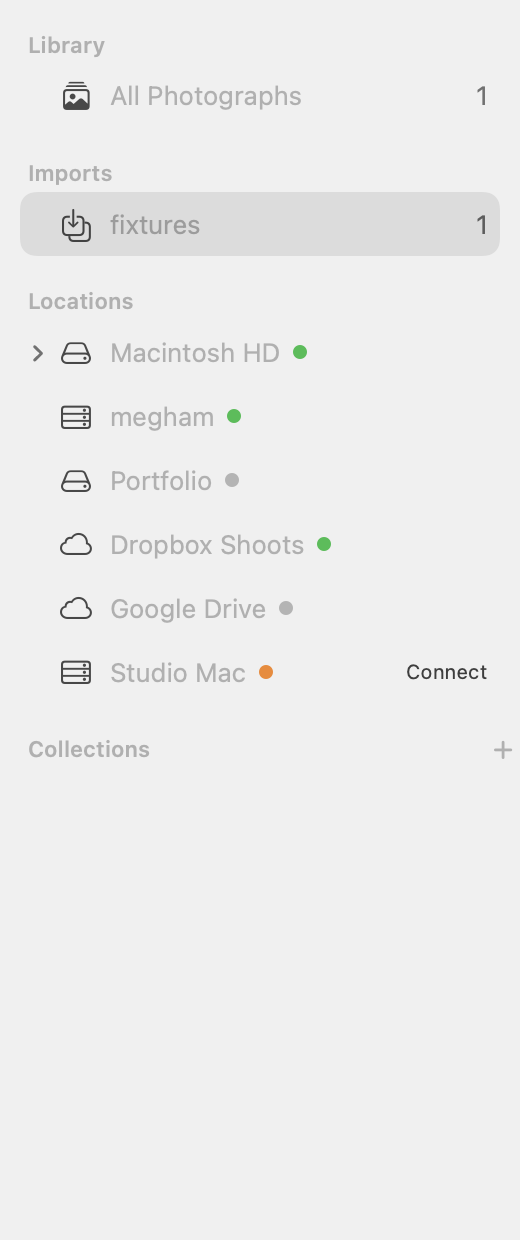 Library
All Photographs 1
Imports
fixtures 1
Locations
Macintosh HD
megham
Portfolio
Dropbox Shoots
Google Drive
Studio Mac Connect
Collections +